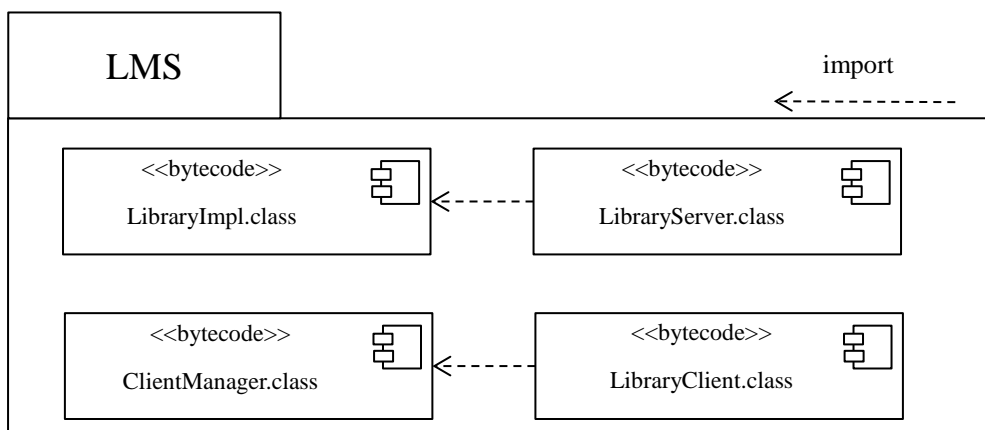 LMS
import
<<bytecode>>
LibraryImpl.class
<<bytecode>>
LibraryServer.class
<<bytecode>>
ClientManager.class
<<bytecode>>
LibraryClient.class